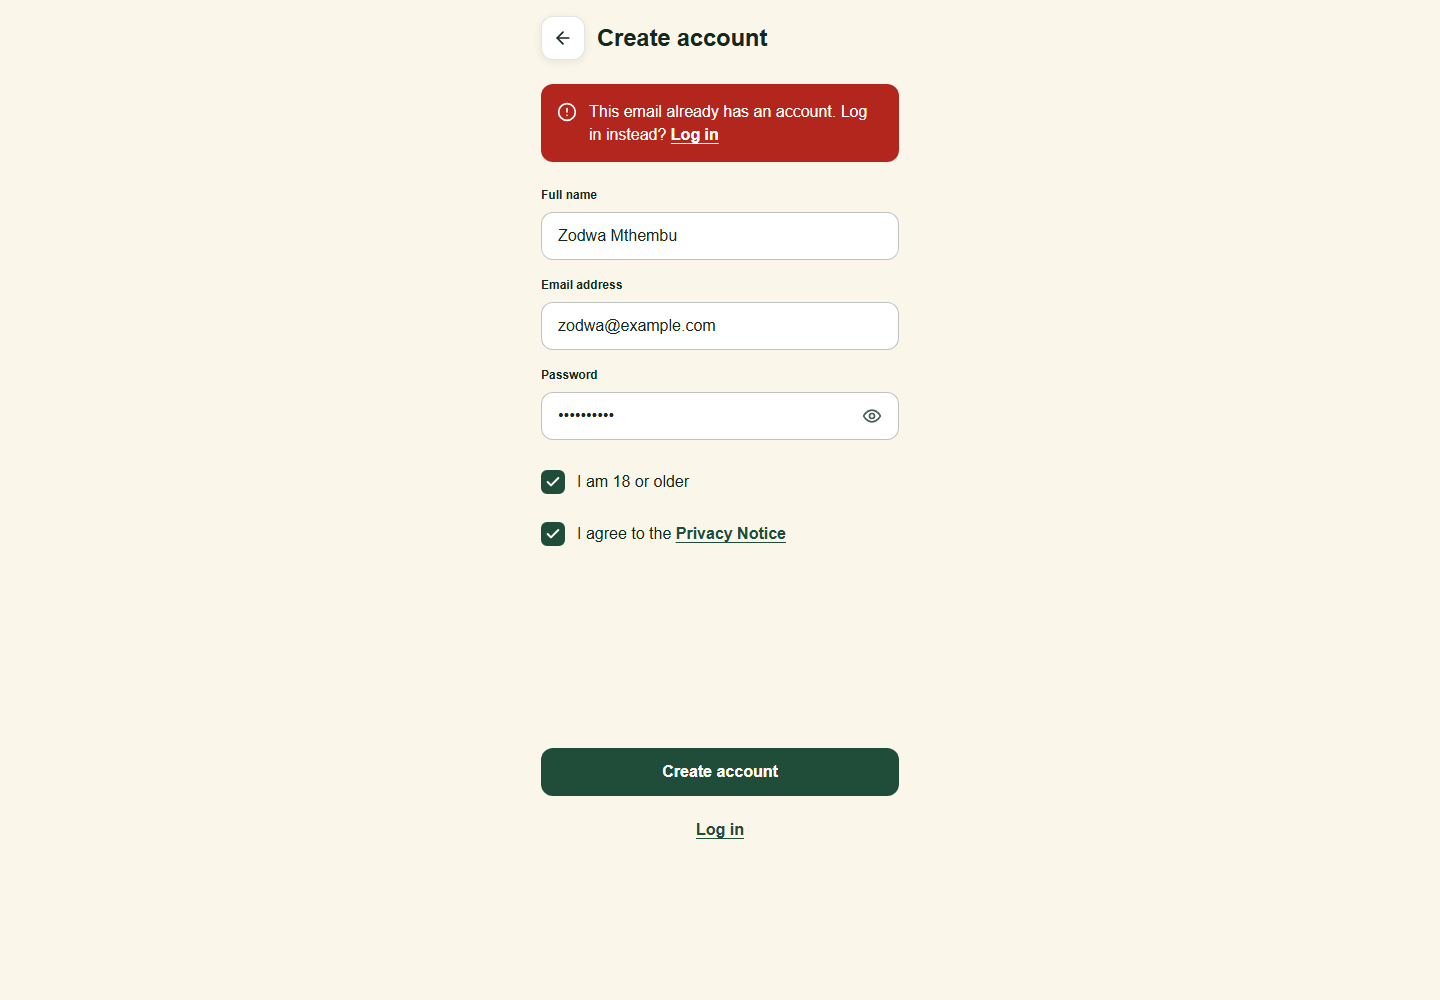 Create account
This email already has an account. Log
in instead? Log in
Full name
Zodwa Mthembu
Email address
zodwa@example.com
Password
••••••••••
I am 18 or older
I agree to the Privacy Notice
Create account
Log in